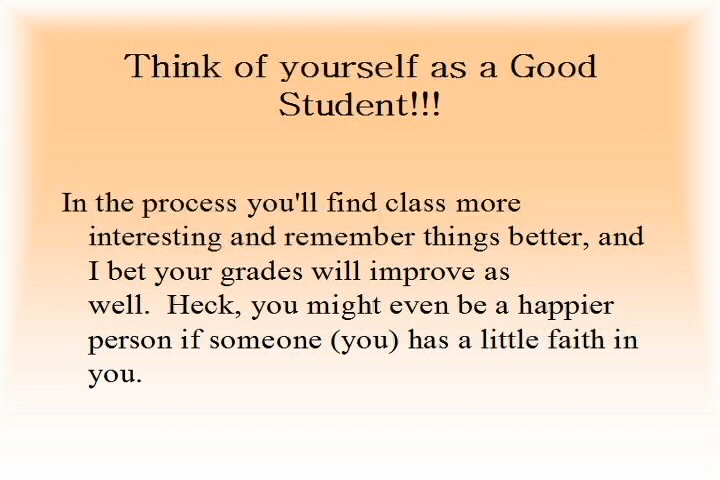 Think of yourself as a Good
Student!!!
In the process you'll find class more
interesting and remember things better, and
I bet your grades will improve as
well.  Heck, you might even be a happier
person if someone (you) has a little faith in
you.